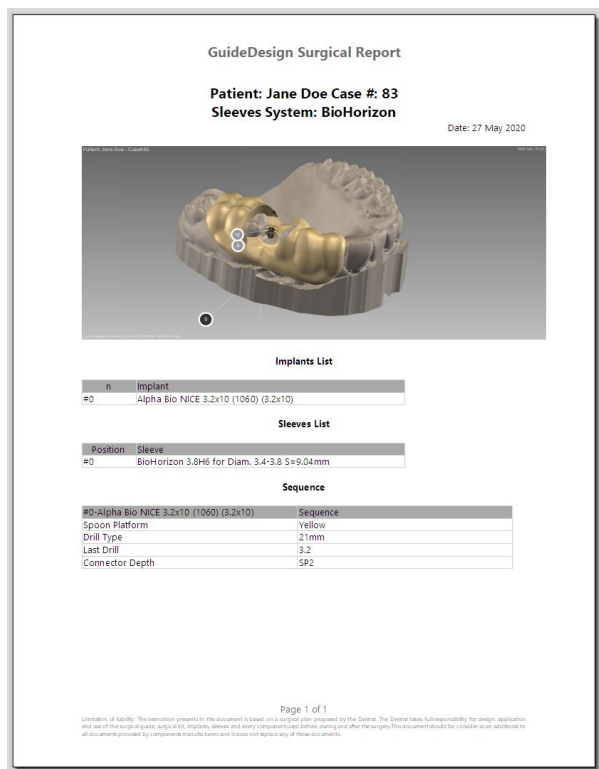 GuideDesign Surgical Report
Patient: Jane Doe Case #: 83
Sleeves System: BioHorizon
Date: 27 May 2020
Patient: Jane Doe - Case#:83
0
Implants List
n Implant
#0 Alpha Bio NICE 3.2x10 (1060) (3.2x10)
Sleeves List
Position Sleeve
#0 BioHorizon 3.8H6 for Diam. 3.4-3.8 S=9.04mm
Sequence
#0-Alpha Bio NICE 3.2x10 (1060) (3.2x10) Sequence
Spoon Platform Yellow
Drill Type 21mm
Last Drill 3.2
Connector Depth SP2
Page 1 of 1
Limitation of liability: The instruction presents in this document is based on a surgical plan proposed by the Dentist. The Dentist takes full responsibility for design, application
and use of the surgical guide, surgical kit, implants, sleeves and every component used before, during and after the surgery.This document should be consider as an additional to
all documents provided by components manufacturers and it does not replace any of those documents.